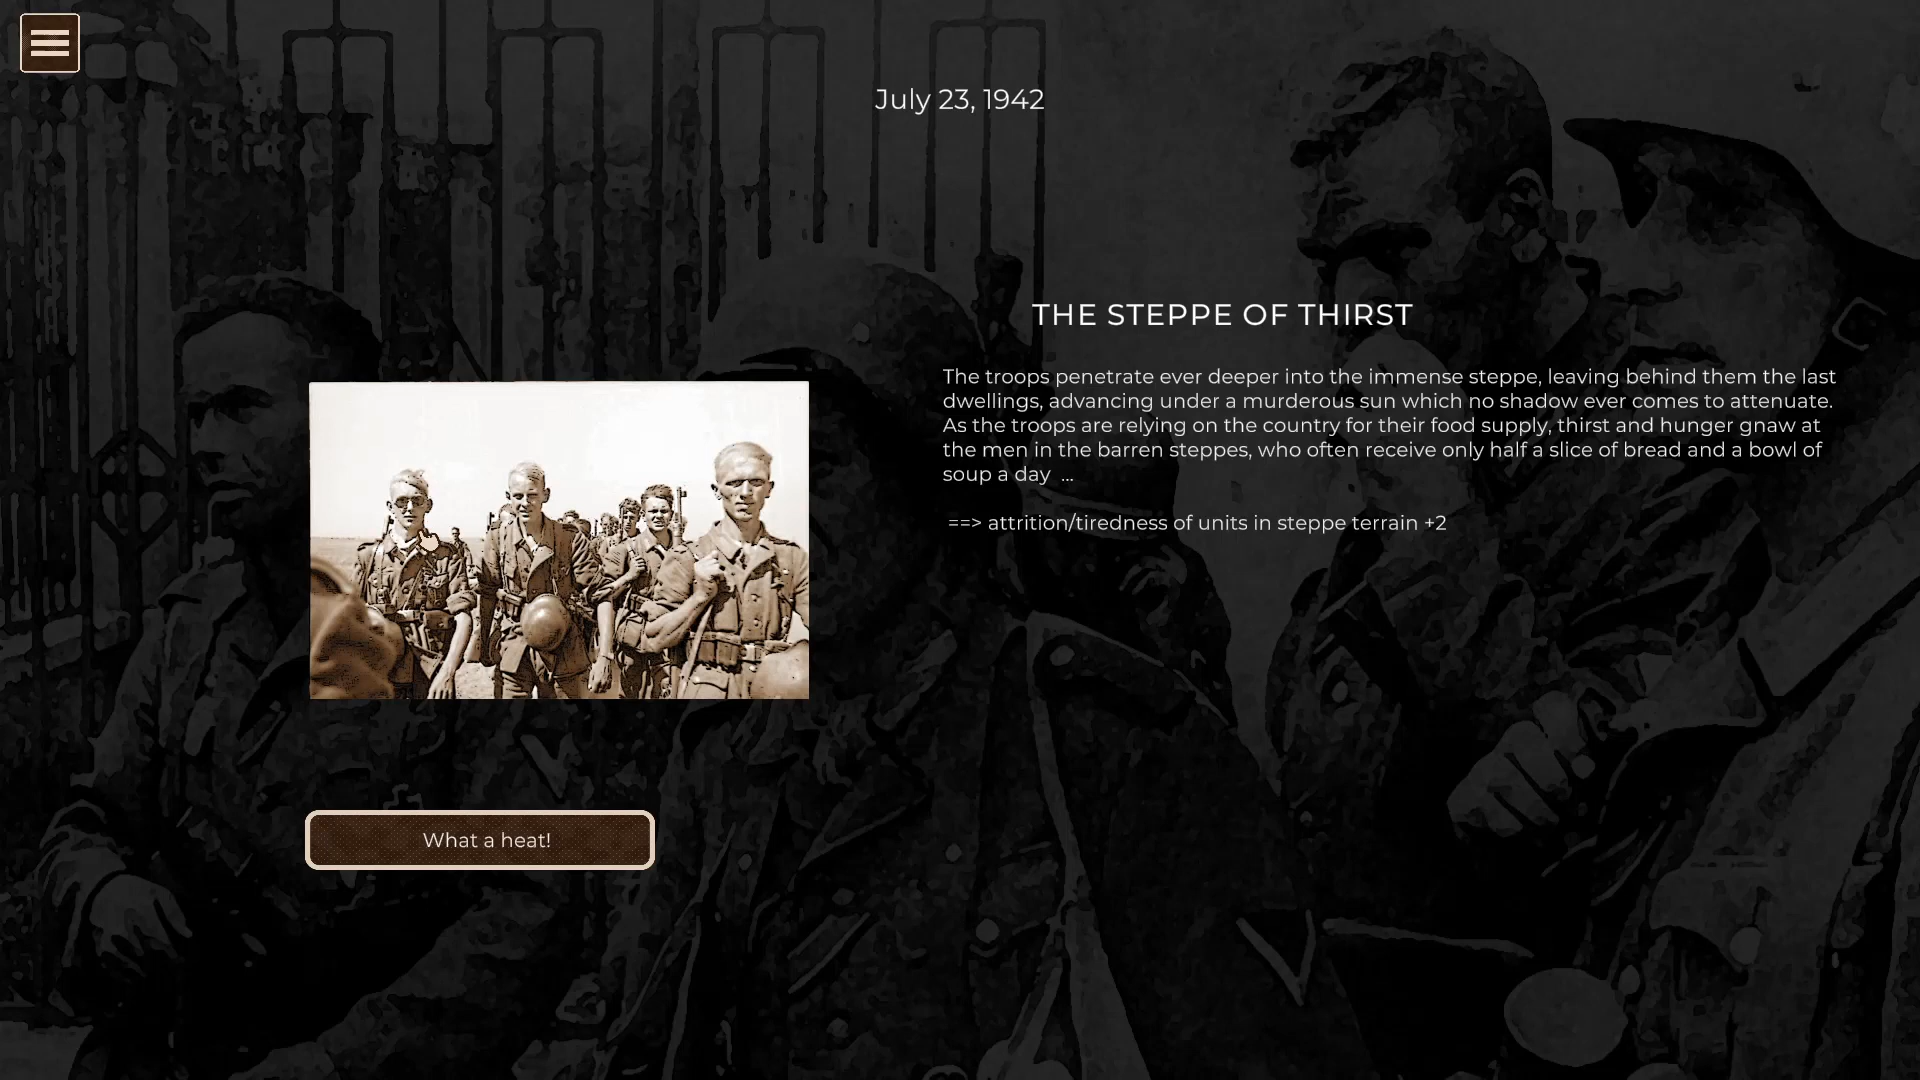 July 23, 1942
THE STEPPE OF THIRST
The troops penetrate ever deeper into the immense steppe, leaving behind them the last
dwellings, advancing under a murderous sun which no shadow ever comes to attenuate.
As the troops are relying on the country for their food supply, thirst and hunger gnaw at
the men in the barren steppes, who often receive only half a slice of bread and a bowl of
soup a day  ...
==> attrition/tiredness of units in steppe terrain +2
What a heat!